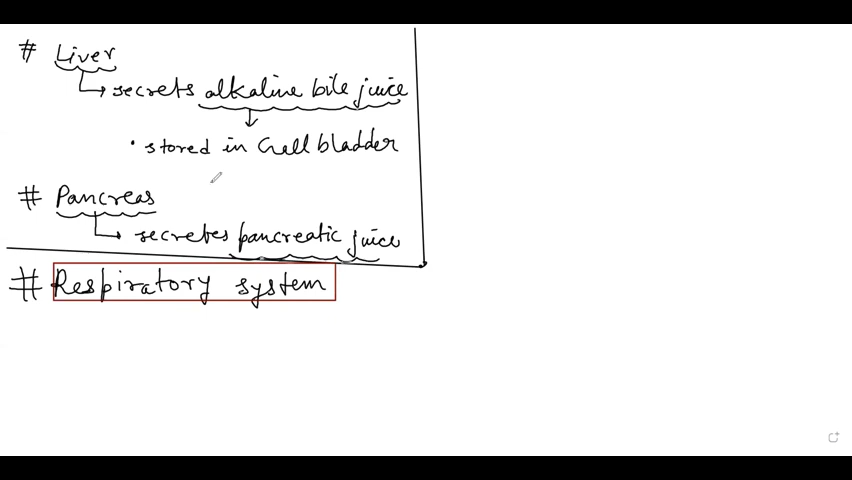 # Liver
→ secrets alkaline bile juice
• stored in Gall bladder
# Pancreas
→ secretes pancreatic juice
# Respiratory system